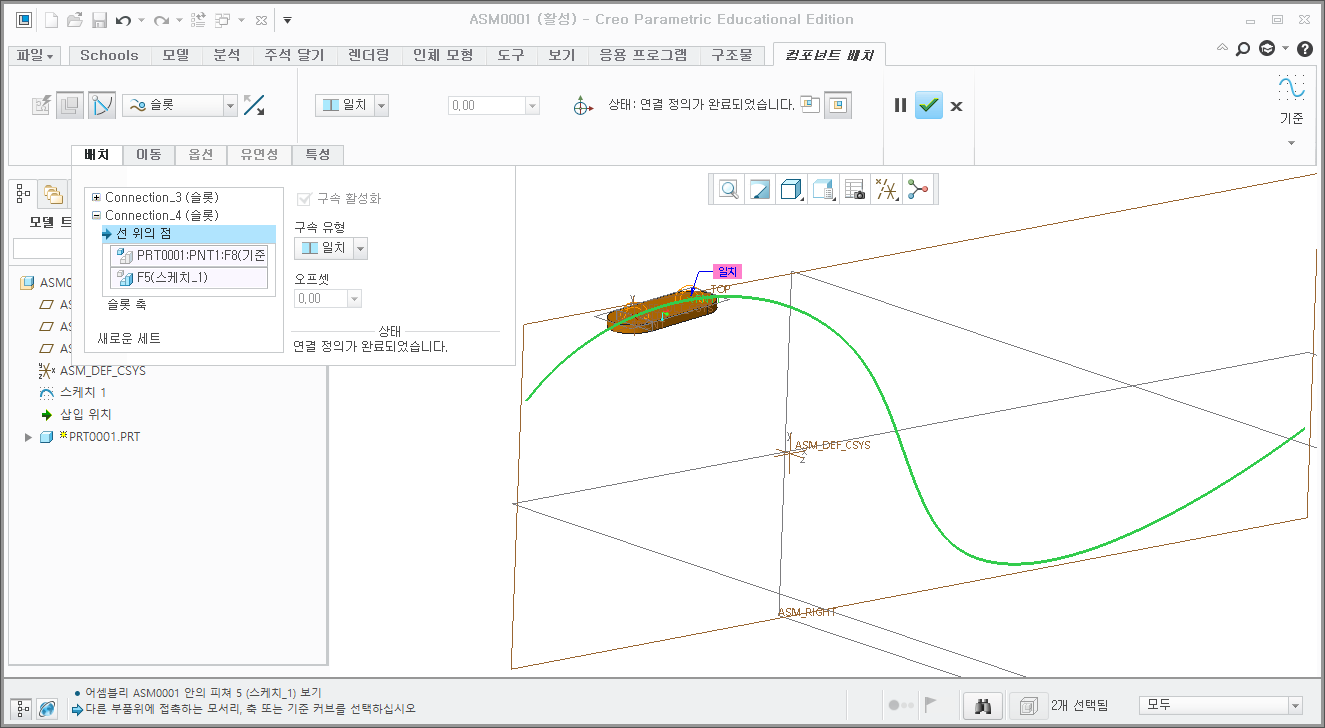 ASM0001 (활성) - Creo Parametric Educational Edition
파일 Schools 모델 분석 주석 달기 렌더링 인체 모형 도구 보기 응용 프로그램 구조물 컴포넌트 배치
슬롯 일치 0,00 상태: 연결 정의가 완료되었습니다.
기준
배치 이동 옵션 유연성 특성
모델 트
Connection_3 (슬롯)
Connection_4 (슬롯)
선 위의 점
PRT0001:PNT1:F8(기준
F5(스케치_1)
슬롯 축
새로운 세트
구속 활성화
구속 유형
일치
오프셋
0,00
상태
연결 정의가 완료되었습니다.
ASM0
AS
AS
AS
ASM_DEF_CSYS
스케치 1
삽입 위치
PRT0001.PRT
일치
TOP
Y
Y
ASM_DEF_CSYS
X
Z
ASM_RIGHT
어셈블리 ASM0001 안의 피쳐 5 (스케치_1) 보기
다른 부품위에 접촉하는 모서리, 축 또는 기준 커브를 선택하십시오
2개 선택됨
모두